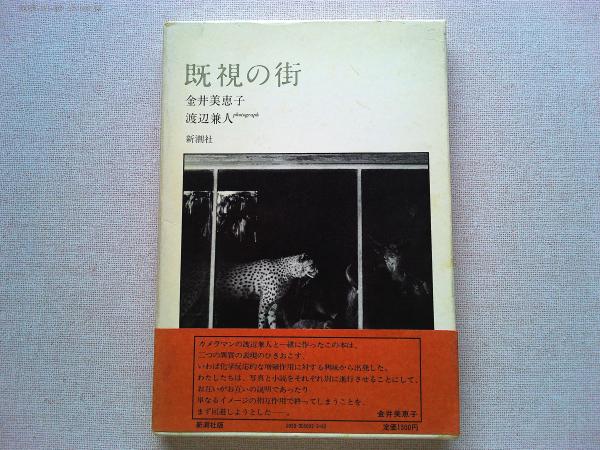 既視の街
金井美恵子
渡辺兼人photograph
新潮社
カメラマンの渡辺兼人と一緒に作ったこの本は、
二つの異質の表現のひきおこす、
いわば化学反応的な増殖作用に対する興味から出発した。
わたしたちは、写真と小説をそれぞれ別に進行させることにして、
お互いがお互いの説明であったり、
単なるイメージの相互作用で終ってしまうことを、
まず回避しようとした——。
金井美恵子
新潮社版
定価1500円